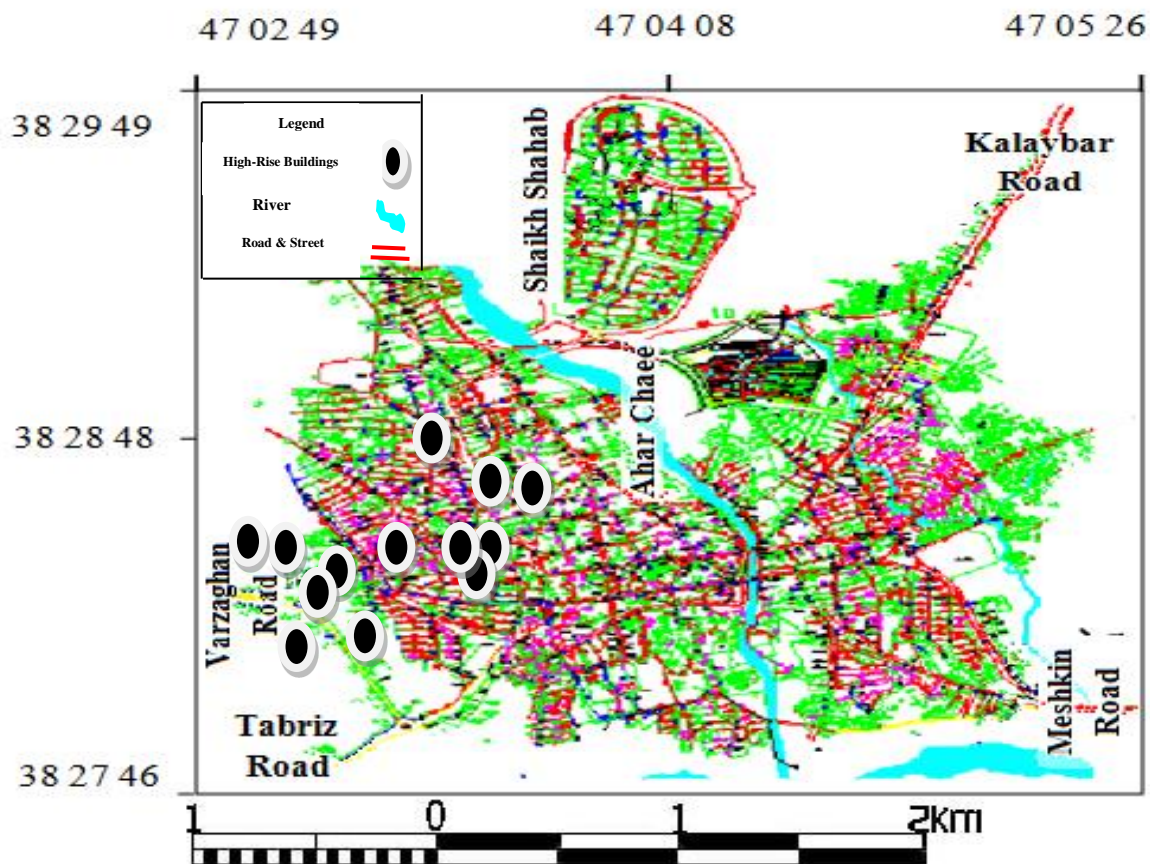 47 02 49
47 04 08
47 05 26
38 29 49
Legend
High-Rise Buildings
River
Road & Street
Shaikh Shahab
Kalaybar
Road
38 28 48
Ahar Chaee
Varzaghan
Road
Tabriz
Road
Meshkin
Road
38 27 46
1 0 1 2km